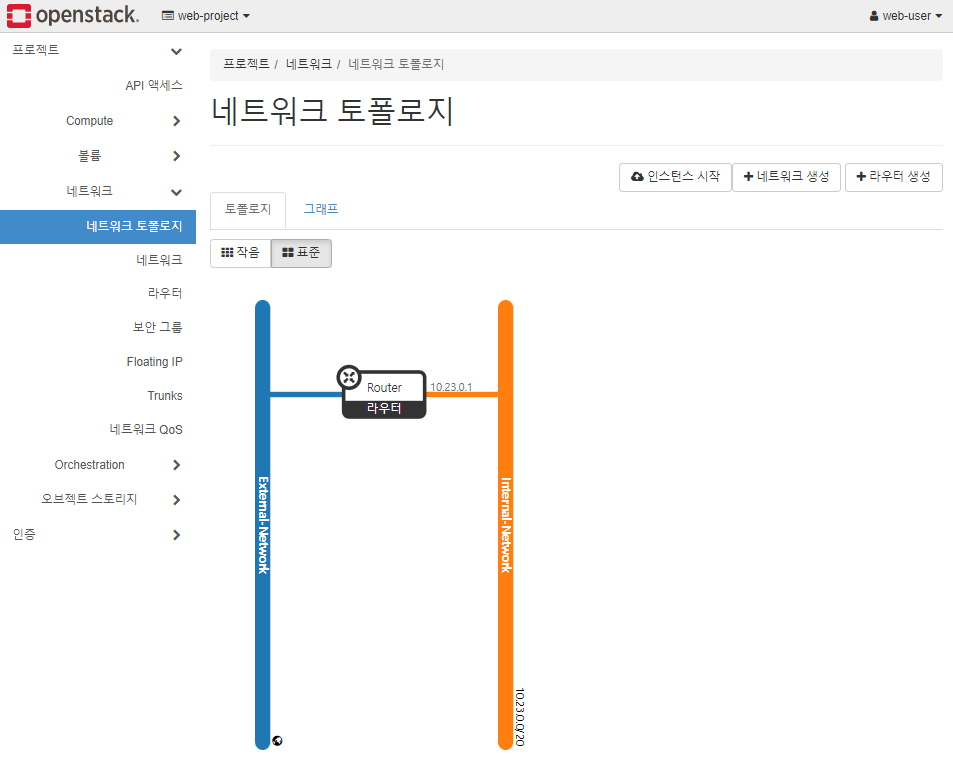 openstack.
web-project
web-user
프로젝트
API 액세스
Compute
볼륨
네트워크
네트워크 토폴로지
네트워크
라우터
보안 그룹
Floating IP
Trunks
네트워크 QoS
Orchestration
오브젝트 스토리지
인증
프로젝트 / 네트워크 / 네트워크 토폴로지
네트워크 토폴로지
인스턴스 시작
+ 네트워크 생성
+ 라우터 생성
토폴로지
그래프
작음
표준
Router
라우터
10.23.0.1
External-Network
Internal-Network
10.23.0.0/20